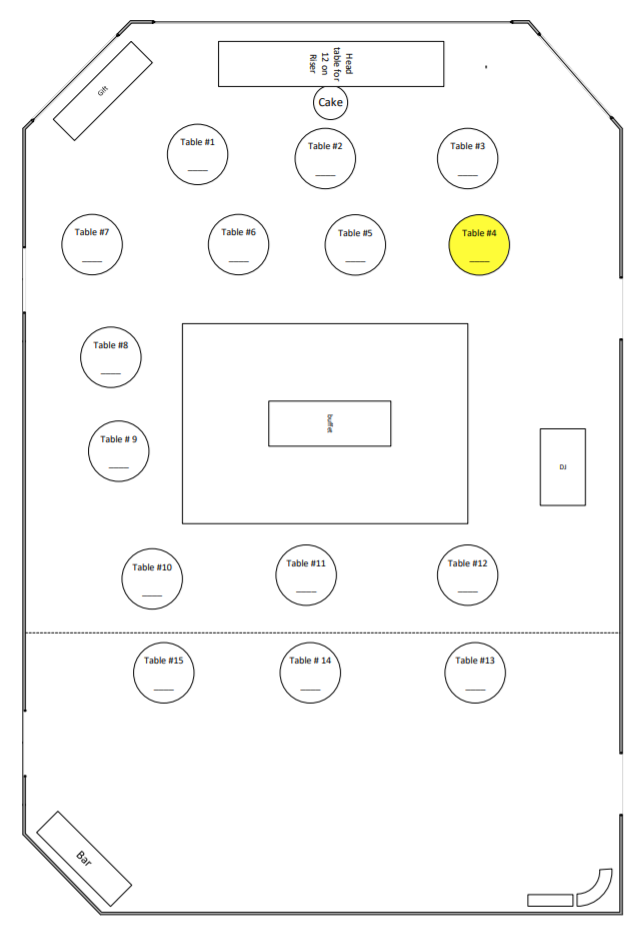 Head
table for
12 on
Riser
Gift
Cake
Table #1
____
Table #2
____
Table #3
____
Table #7
____
Table #6
____
Table #5
____
Table #4
____
Table #8
____
Table # 9
____
buffet
DJ
Table #10
____
Table #11
____
Table #12
____
Table #15
____
Table # 14
____
Table #13
____
Bar